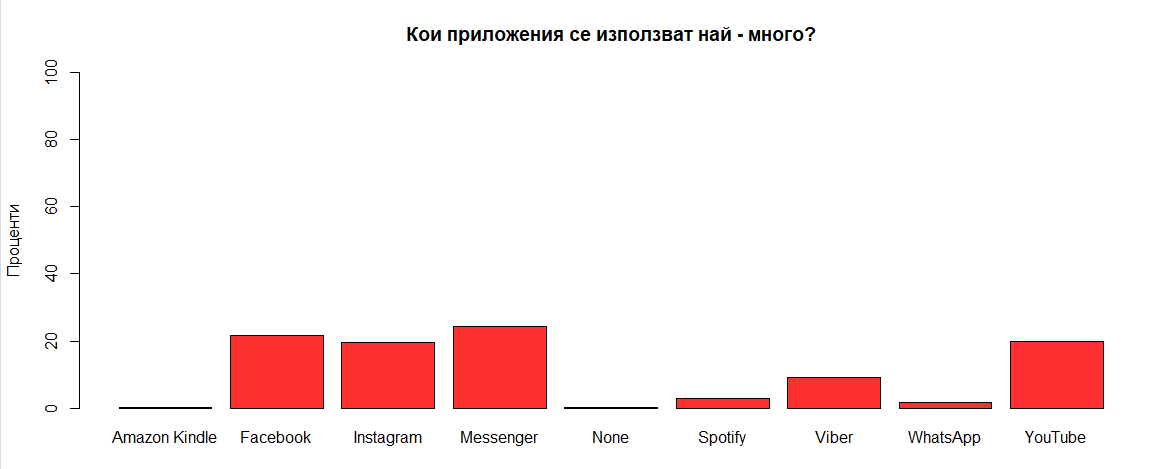 Кои приложения се използват най - много?
Проценти
100
80
60
40
20
0
Amazon Kindle Facebook Instagram Messenger None Spotify Viber WhatsApp YouTube